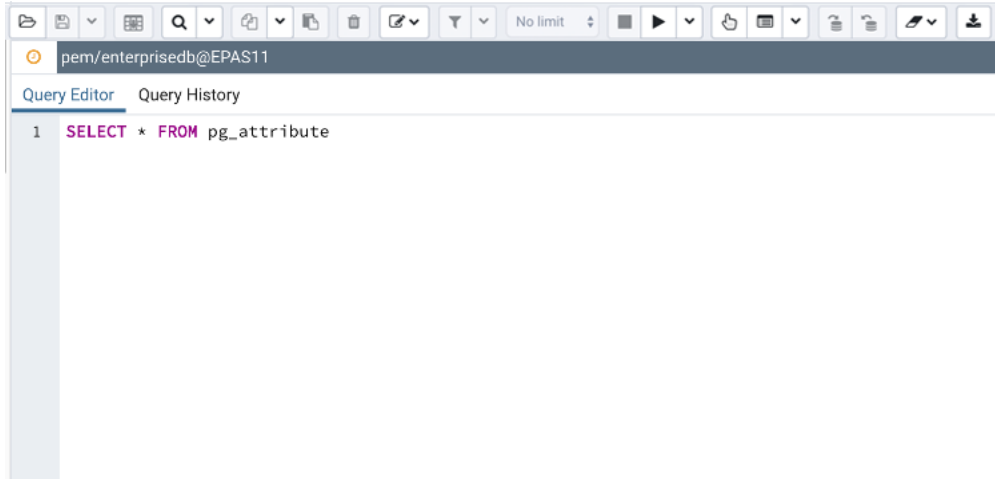 No limit
pem/enterprisedb@EPAS11
Query Editor Query History
1 SELECT * FROM pg_attribute